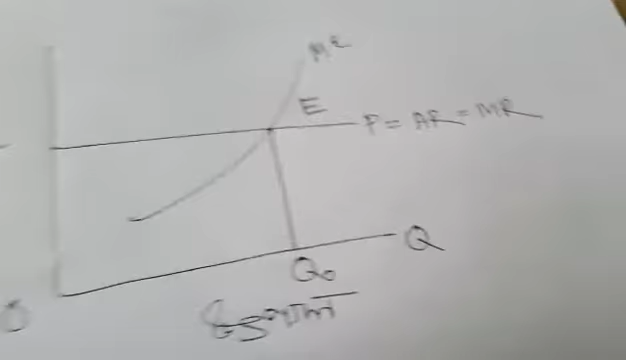 MC
E
P = AR = MR
Q
Q₀
O